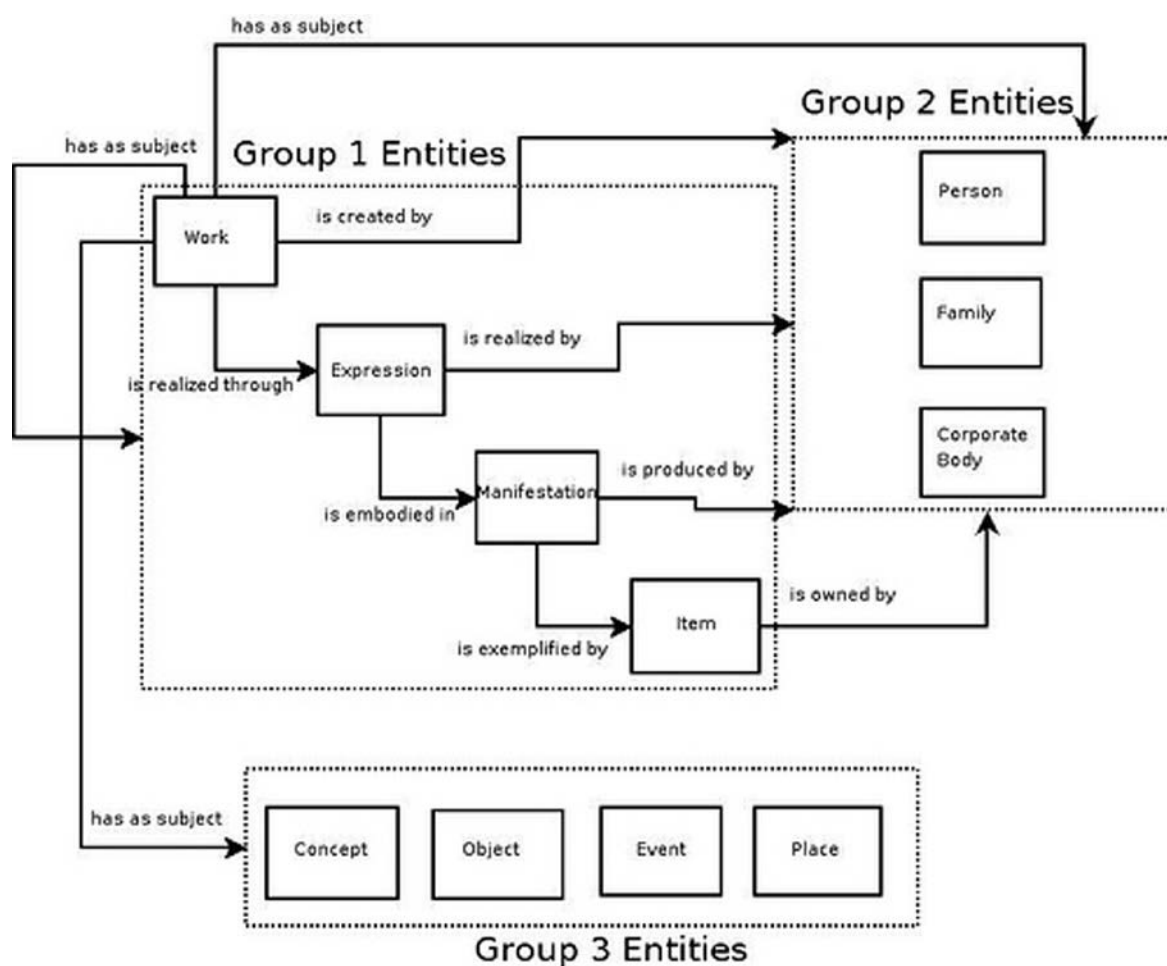 has as subject
Group 2 Entities
has as subject
Group 1 Entities
Person
is created by
Work
Family
is realized by
Expression
is realized through
Corporate
Body
is produced by
Manifestation
is embodied in
is owned by
Item
is exemplified by
has as subject
Concept
Object
Event
Place
Group 3 Entities